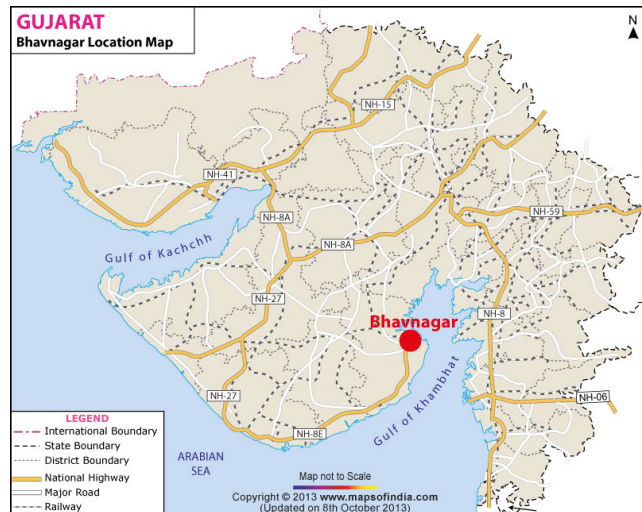 GUJARAT
Bhavnagar Location Map
N
NH-15
NH-41
NH-8A
NH-59
Gulf of Kachchh
NH-8A
NH-27
NH-8
Bhavnagar
Gulf of Khambhat
NH-27
NH-06
NH-8E
ARABIAN
SEA
LEGEND
International Boundary
State Boundary
District Boundary
National Highway
Major Road
Railway
Map not to Scale
Copyright © 2013 www.mapsofindia.com
(Updated on 8th October 2013)